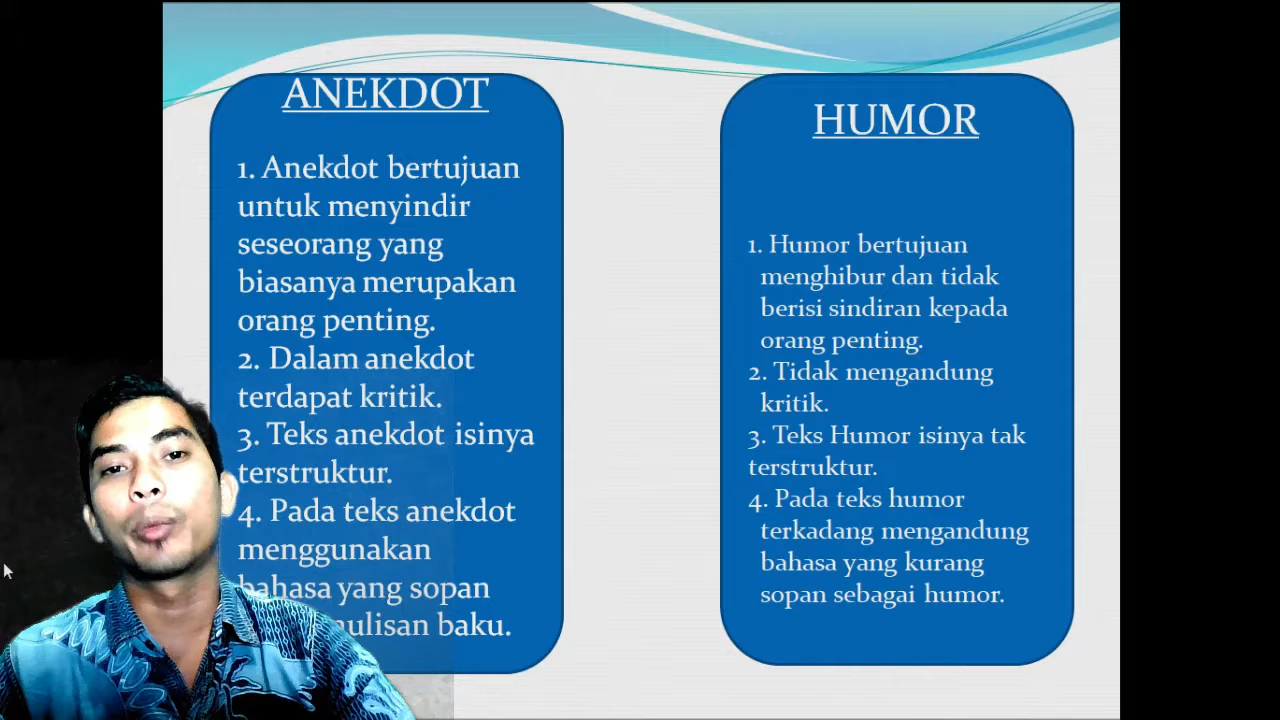 ANEKDOT
1. Anekdot bertujuan
untuk menyindir
seseorang yang
biasanya merupakan
orang penting.
2. Dalam anekdot
terdapat kritik.
3. Teks anekdot isinya
terstruktur.
4. Pada teks anekdot
menggunakan
bahasa yang sopan
baku.
HUMOR
1. Humor bertujuan
menghibur dan tidak
berisi sindiran kepada
orang penting.
2. Tidak mengandung
kritik.
3. Teks Humor isinya tak
terstruktur.
4. Pada teks humor
terkadang mengandung
bahasa yang kurang
sopan sebagai humor.